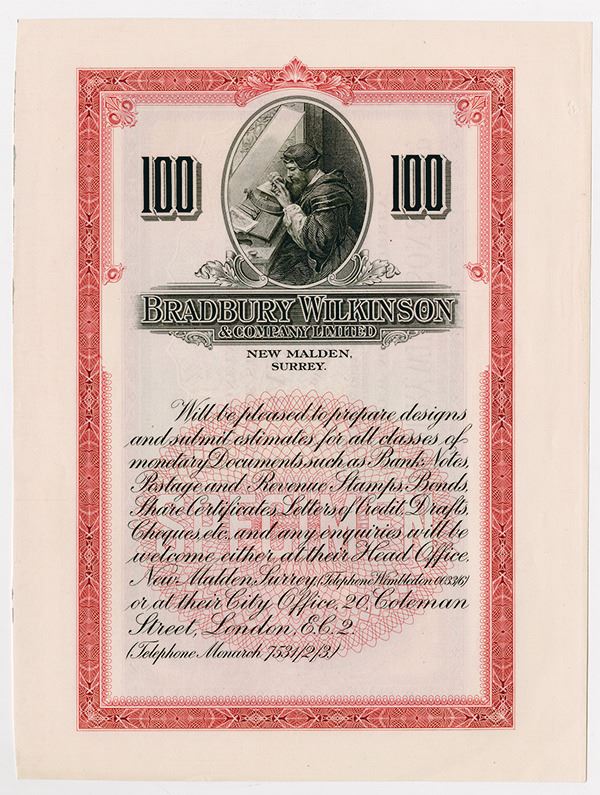 100 100
BRADBURY WILKINSON
& COMPANY LIMITED
NEW MALDEN,
SURREY.
Will be pleased to prepare designs
and submit estimates for all classes of
monetary Documents such as Bank Notes,
Postage and Revenue Stamps, Bonds,
Share Certificates, Letters of Credit, Drafts,
Cheques, etc., and any enquiries will be
welcome either at their Head Office,
New Malden, Surrey, (Telephone Wimbledon 0033/6)
or at their City Office, 20, Coleman
Street, London, E.C. 2.
(Telephone Monarch 7531/2/3.)
SPECIMEN